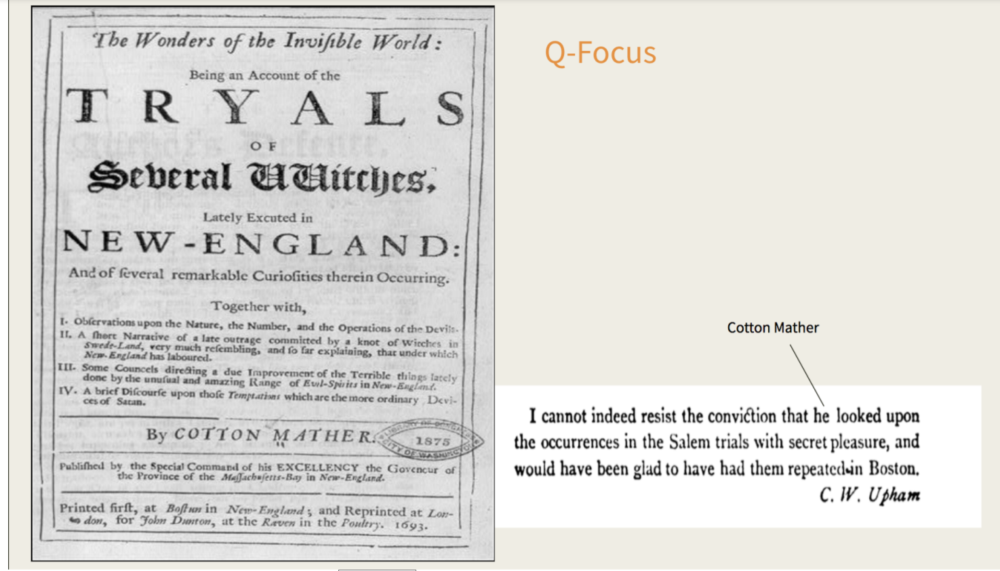 The Wonders of the Inviſible World:
Being an Account of the
TRYALS
OF
Several VVitches,
Lately Excuted in
NEW-ENGLAND:
And of ſeveral remarkable Curioſities therein Occurring.
Together with,
I. Obſervations upon the Nature, the Number, and the Operations of the Devils.
II. A ſhort Narrative of a late outrage committed by a knot of Witches in
Swede-Land, very much reſembling, and ſo far explaining, that under which
New-England has laboured.
III. Some Councels directing a due Improvement of the Terrible things lately
done by the unuſual and amazing Range of Evil-Spirits in New-England.
IV. A brief Diſcourſe upon thoſe Temptations which are the more ordinary Devi-
ces of Satan.
By COTTON MATHER.
LIBRARY OF CONGRESS
1875
CITY OF WASHINGTON
Publiſhed by the Special Command of his EXCELLENCY the Govenour of
the Province of the Maſſachuſetts-Bay in New-England.
Printed firſt, at Boſtun in New-England; and Reprinted at Lon-
don, for John Dunton, at the Raven in the Poultry. 1693.
Q-Focus
Cotton Mather
I cannot indeed resist the conviction that he looked upon
the occurrences in the Salem trials with secret pleasure, and
would have been glad to have had them repeated in Boston.
C. W. Upham